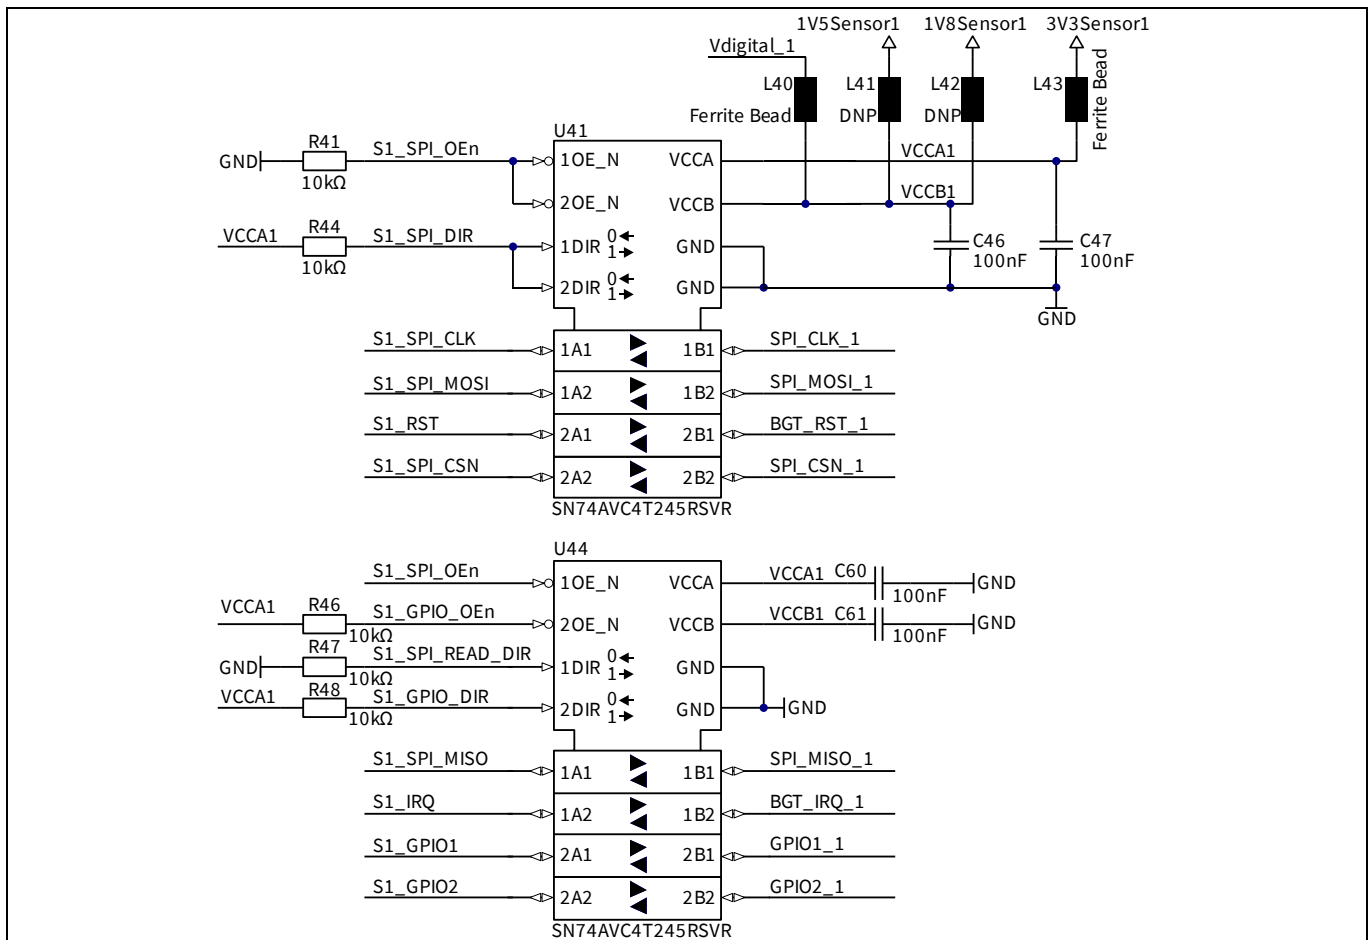 1V5Sensor1 1V8Sensor1 3V3Sensor1
Vdigital_1
L40 L41 L42 L43
Ferrite Bead DNP DNP Ferrite Bead
U41
R41 S1_SPI_OEn
GND 1OE_N VCCA VCCA1
10kΩ
R44 2OE_N VCCB VCCB1
VCCA1 S1_SPI_DIR
10kΩ 1DIR 0 1 GND C46 100nF C47 100nF
2DIR 0 1 GND
GND
S1_SPI_CLK 1A1 1B1 SPI_CLK_1
S1_SPI_MOSI 1A2 1B2 SPI_MOSI_1
S1_RST 2A1 2B1 BGT_RST_1
S1_SPI_CSN 2A2 2B2 SPI_CSN_1
SN74AVC4T245RSVR
U44
S1_SPI_OEn 1OE_N VCCA VCCA1 C60 100nF GND
VCCA1 R46 10kΩ S1_GPIO_OEn 2OE_N VCCB VCCB1 C61 100nF GND
GND R47 10kΩ S1_SPI_READ_DIR 1DIR 0 1 GND
VCCA1 R48 10kΩ S1_GPIO_DIR 2DIR 0 1 GND GND
S1_SPI_MISO 1A1 1B1 SPI_MISO_1
S1_IRQ 1A2 1B2 BGT_IRQ_1
S1_GPIO1 2A1 2B1 GPIO1_1
S1_GPIO2 2A2 2B2 GPIO2_1
SN74AVC4T245RSVR